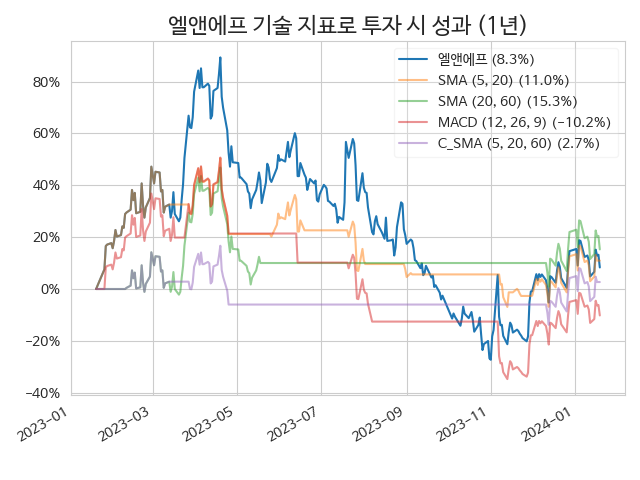 엘앤에프 기술 지표로 투자 시 성과 (1년)
엘앤에프 (8.3%)
SMA (5, 20) (11.0%)
SMA (20, 60) (15.3%)
MACD (12, 26, 9) (−10.2%)
C_SMA (5, 20, 60) (2.7%)
80%
60%
40%
20%
0%
−20%
−40%
2023−01
2023−03
2023−05
2023−07
2023−09
2023−11
2024−01